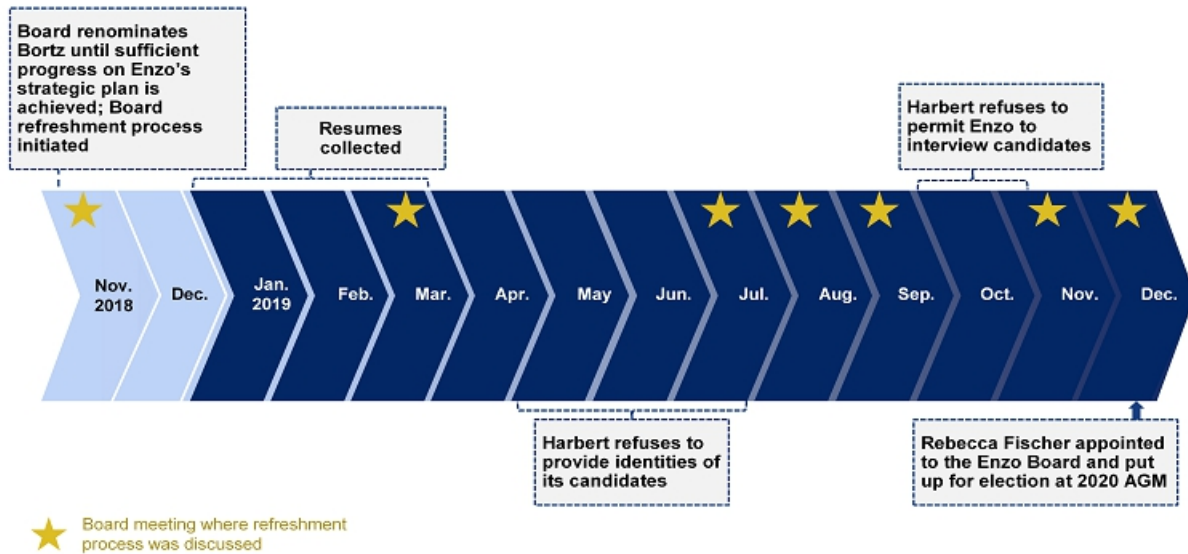 Board renominates
Bortz until sufficient
progress on Enzo's
strategic plan is
achieved; Board
refreshment process
initiated
Resumes
collected
Harbert refuses to
permit Enzo to
interview candidates
Nov.
2018
Dec.
Jan.
2019
Feb.
Mar.
Apr.
May
Jun.
Jul.
Aug.
Sep.
Oct.
Nov.
Dec.
Harbert refuses to
provide identities of
its candidates
Rebecca Fischer appointed
to the Enzo Board and put
up for election at 2020 AGM
Board meeting where refreshment
process was discussed